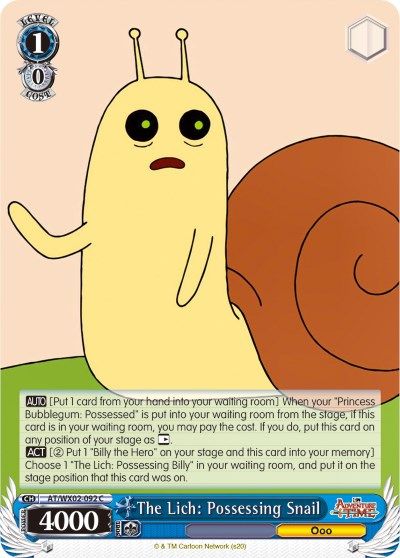 LEVEL
1
0
COST
AUTO [Put 1 card from your hand into your waiting room] When your "Princess
Bubblegum: Possessed" is put into your waiting room from the stage, if this
card is in your waiting room, you may pay the cost. If you do, put this card on
any position of your stage as
ACT [② Put 1 "Billy the Hero" on your stage and this card into your memory]
Choose 1 "The Lich: Possessing Billy" in your waiting room, and put it on the
stage position that this card was on.
CH AT/WX02-092 C
POWER 4000
The Lich: Possessing Snail
ADVENTURE TIME
Ooo
© & TM Cartoon Network (s20)